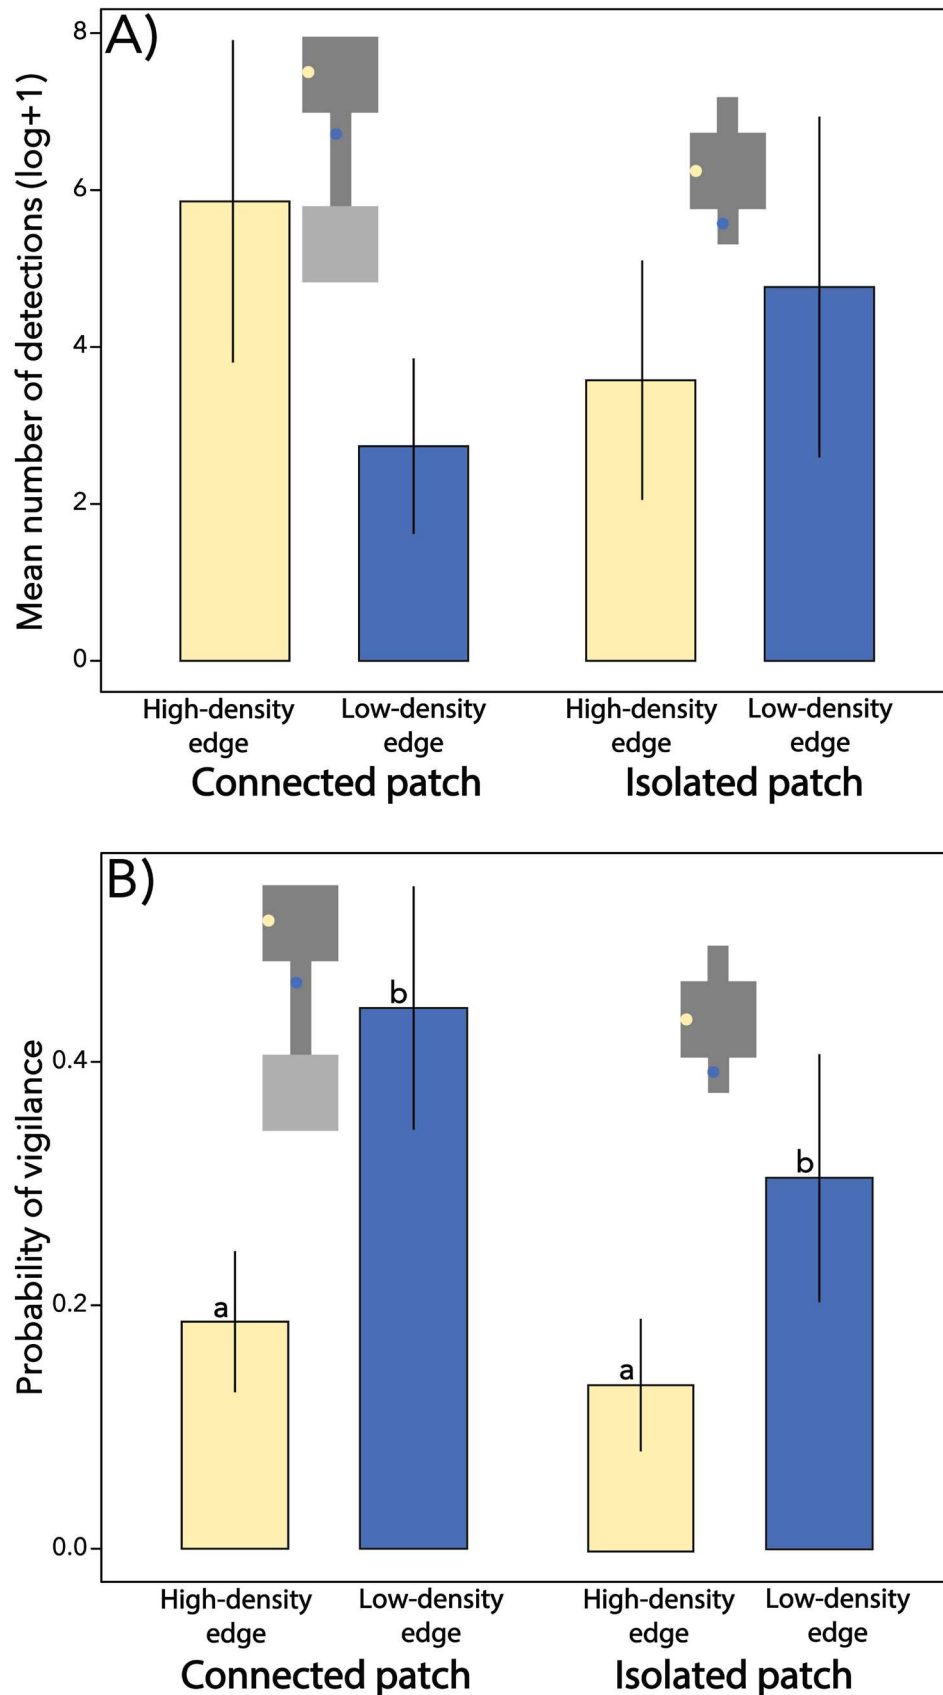 A)
Mean number of detections (log+1)
8
6
4
2
0
High-density Low-density High-density Low-density
edge edge edge edge
Connected patch Isolated patch
B)
Probability of vigilance
0.4
0.2
0.0
b
b
a
a
High-density Low-density High-density Low-density
edge edge edge edge
Connected patch Isolated patch